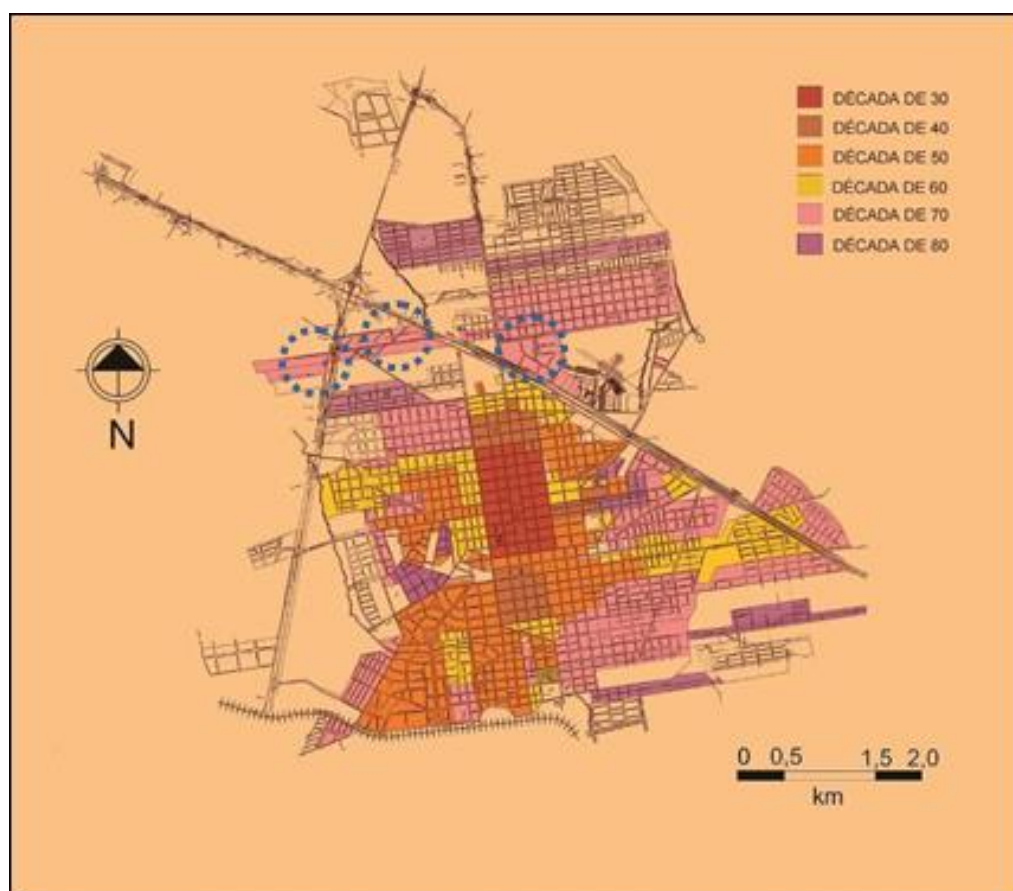 DÉCADA DE 30
DÉCADA DE 40
DÉCADA DE 50
DÉCADA DE 60
DÉCADA DE 70
DÉCADA DE 80
N
0 0,5 1,5 2,0
km